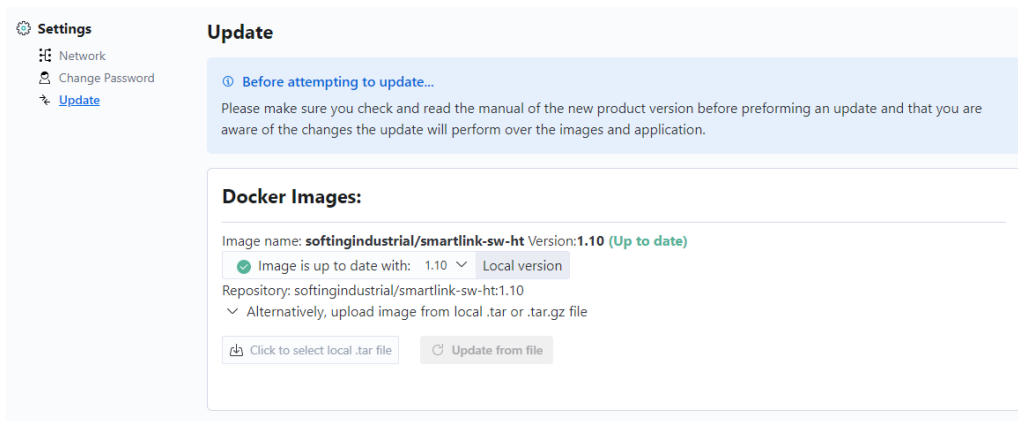 Settings
Network
Change Password
Update
Update
Before attempting to update...
Please make sure you check and read the manual of the new product version before preforming an update and that you are
aware of the changes the update will perform over the images and application.
Docker Images:
Image name: softingindustrial/smartlink-sw-ht Version:1.10 (Up to date)
Image is up to date with: 1.10 Local version
Repository: softingindustrial/smartlink-sw-ht:1.10
Alternatively, upload image from local .tar or .tar.gz file
Click to select local .tar file Update from file